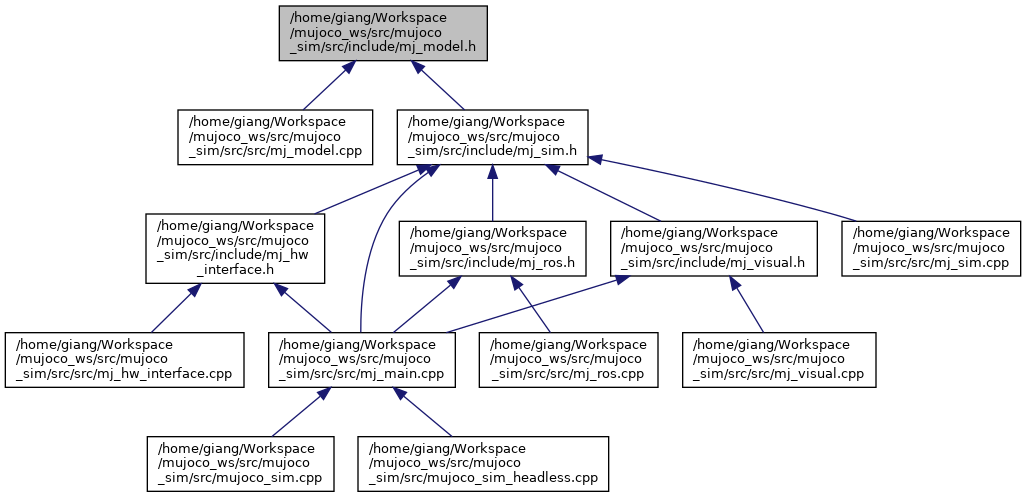 /home/giang/Workspace
/mujoco_ws/src/mujoco
_sim/src/include/mj_model.h
/home/giang/Workspace
/mujoco_ws/src/mujoco
_sim/src/src/mj_model.cpp
/home/giang/Workspace
/mujoco_ws/src/mujoco
_sim/src/include/mj_sim.h
/home/giang/Workspace
/mujoco_ws/src/mujoco
_sim/src/include/mj_hw
_interface.h
/home/giang/Workspace
/mujoco_ws/src/mujoco
_sim/src/include/mj_ros.h
/home/giang/Workspace
/mujoco_ws/src/mujoco
_sim/src/include/mj_visual.h
/home/giang/Workspace
/mujoco_ws/src/mujoco
_sim/src/src/mj_sim.cpp
/home/giang/Workspace
/mujoco_ws/src/mujoco
_sim/src/src/mj_hw_interface.cpp
/home/giang/Workspace
/mujoco_ws/src/mujoco
_sim/src/src/mj_main.cpp
/home/giang/Workspace
/mujoco_ws/src/mujoco
_sim/src/src/mj_ros.cpp
/home/giang/Workspace
/mujoco_ws/src/mujoco
_sim/src/src/mj_visual.cpp
/home/giang/Workspace
/mujoco_ws/src/mujoco
_sim/src/mujoco_sim.cpp
/home/giang/Workspace
/mujoco_ws/src/mujoco
_sim/src/mujoco_sim_headless.cpp